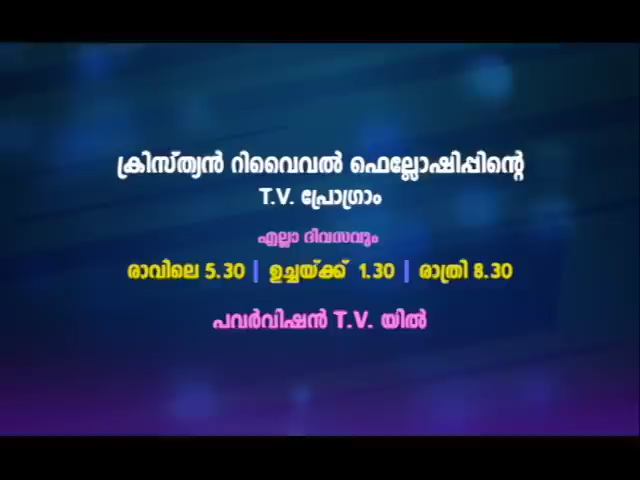 ക്രിസ്ത്യൻ റിവൈവൽ ഫെല്ലോഷിപ്പിന്റെ
T.V. പ്രോഗ്രാം
എല്ലാ ദിവസവും
രാവിലെ 5.30 | ഉച്ചയ്ക്ക് 1.30 | രാത്രി 8.30
പവർവിഷൻ T.V. യിൽ